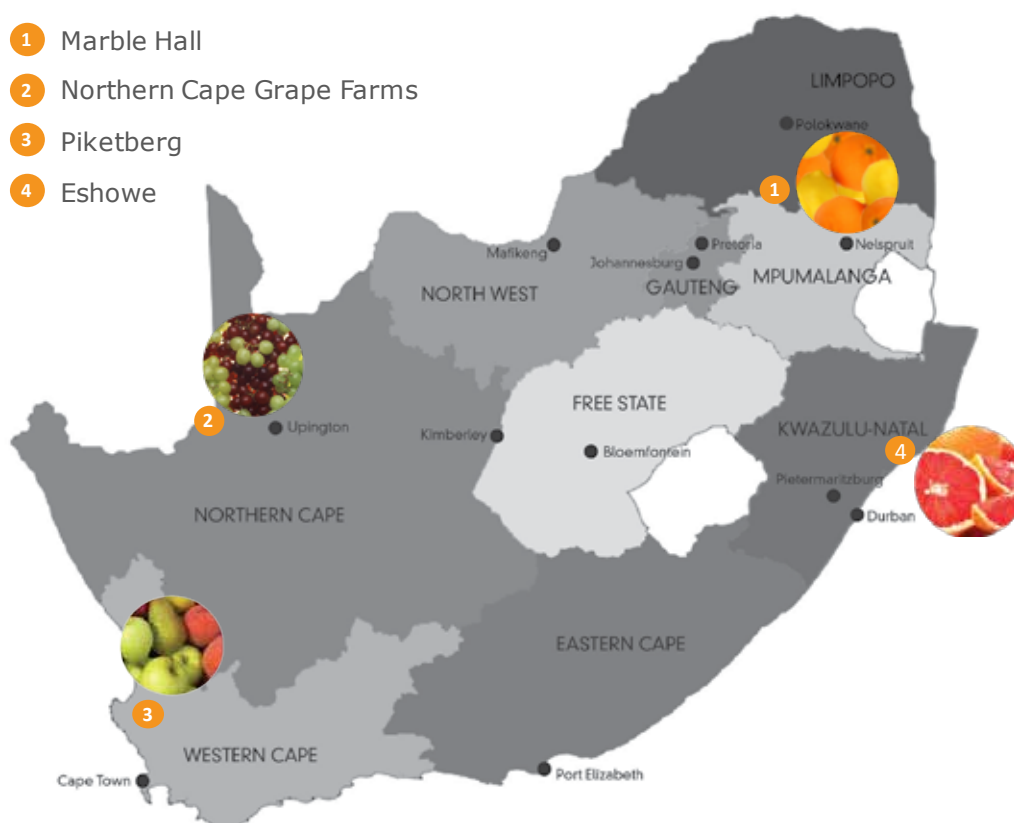 1 Marble Hall
2 Northern Cape Grape Farms
3 Piketberg
4 Eshowe
LIMPOPO
Polokwane
1
Mafikeng
Pretoria
Nelspruit
Johannesburg
NORTH WEST
GAUTENG
MPUMALANGA
FREE STATE
2
Upington
Kimberley
KWAZULU-NATAL
4
Bloemfontein
Pietermaritzburg
NORTHERN CAPE
Durban
EASTERN CAPE
3
WESTERN CAPE
Cape Town
Port Elizabeth